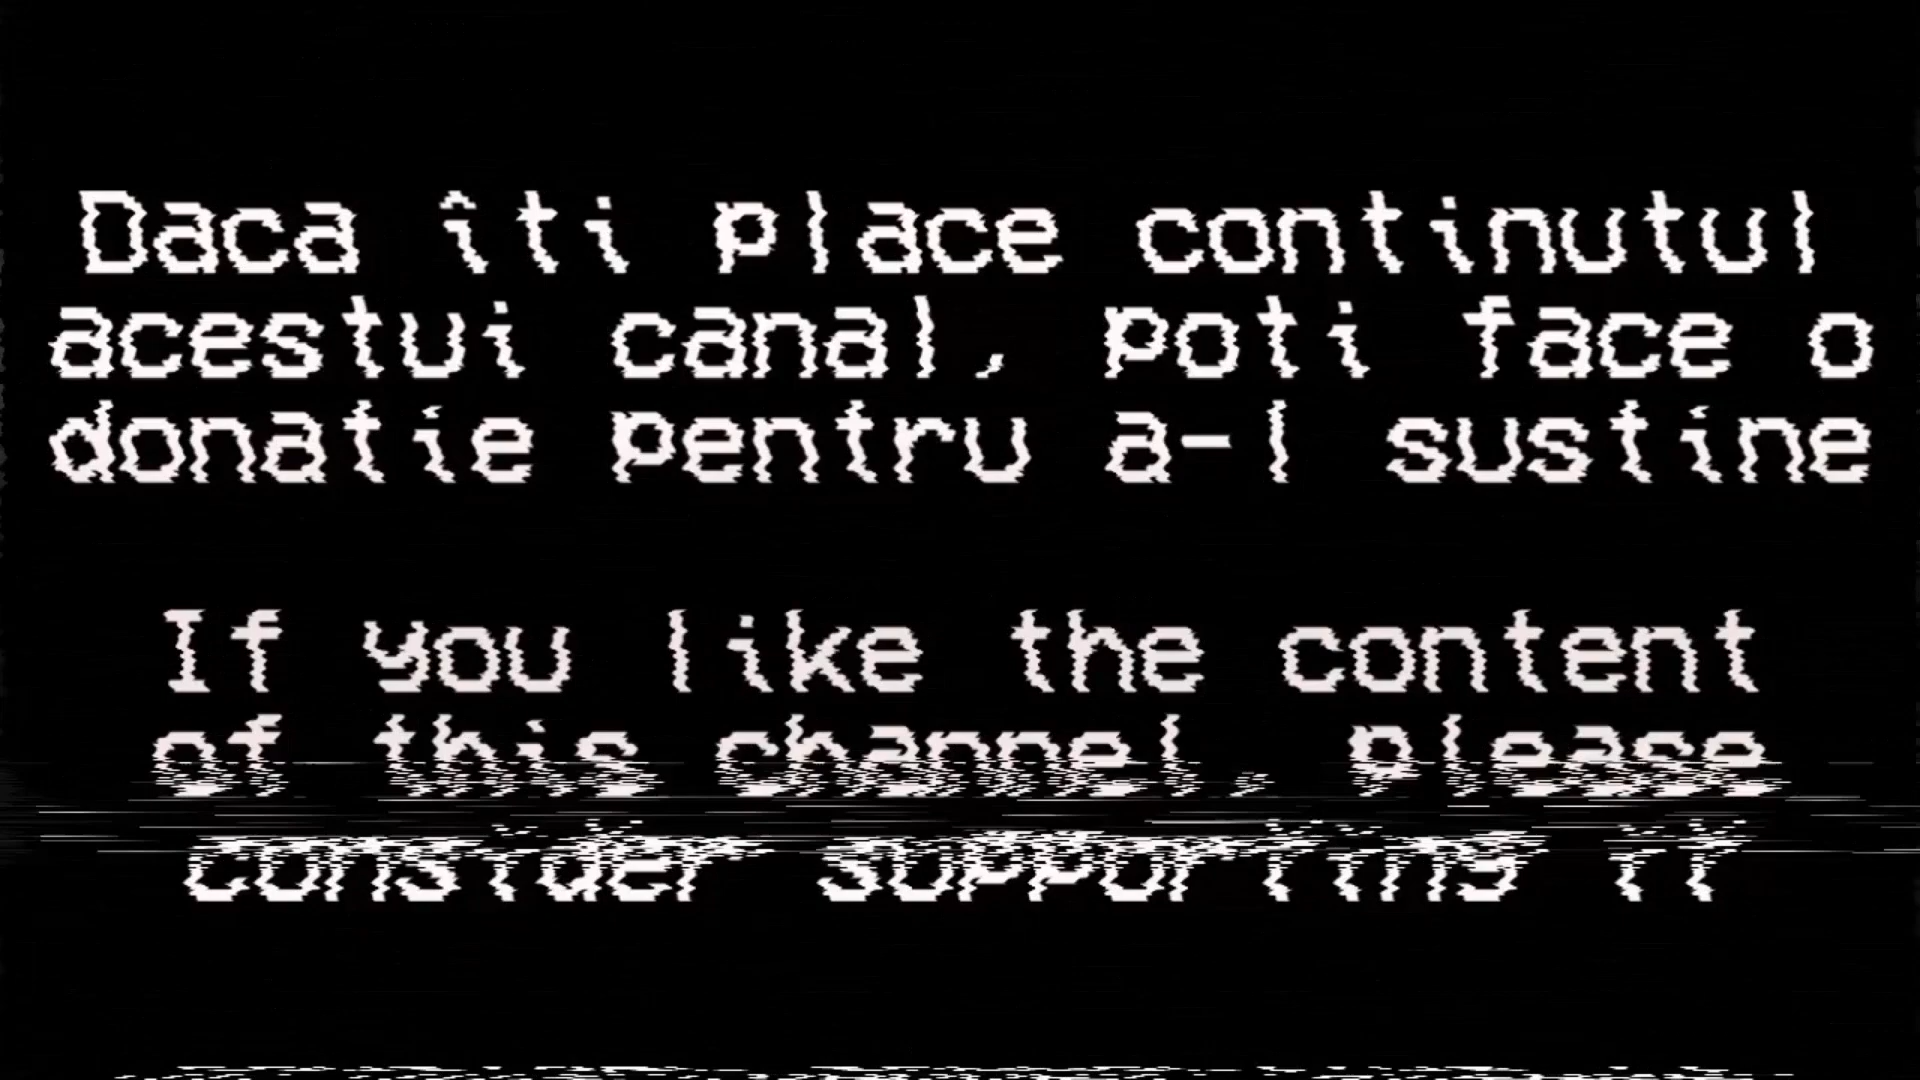 Daca îti place continutul
acestui canal, poti face o
donatie pentru a-l sustine
If you like the content
of this channel, please
consider supporting it